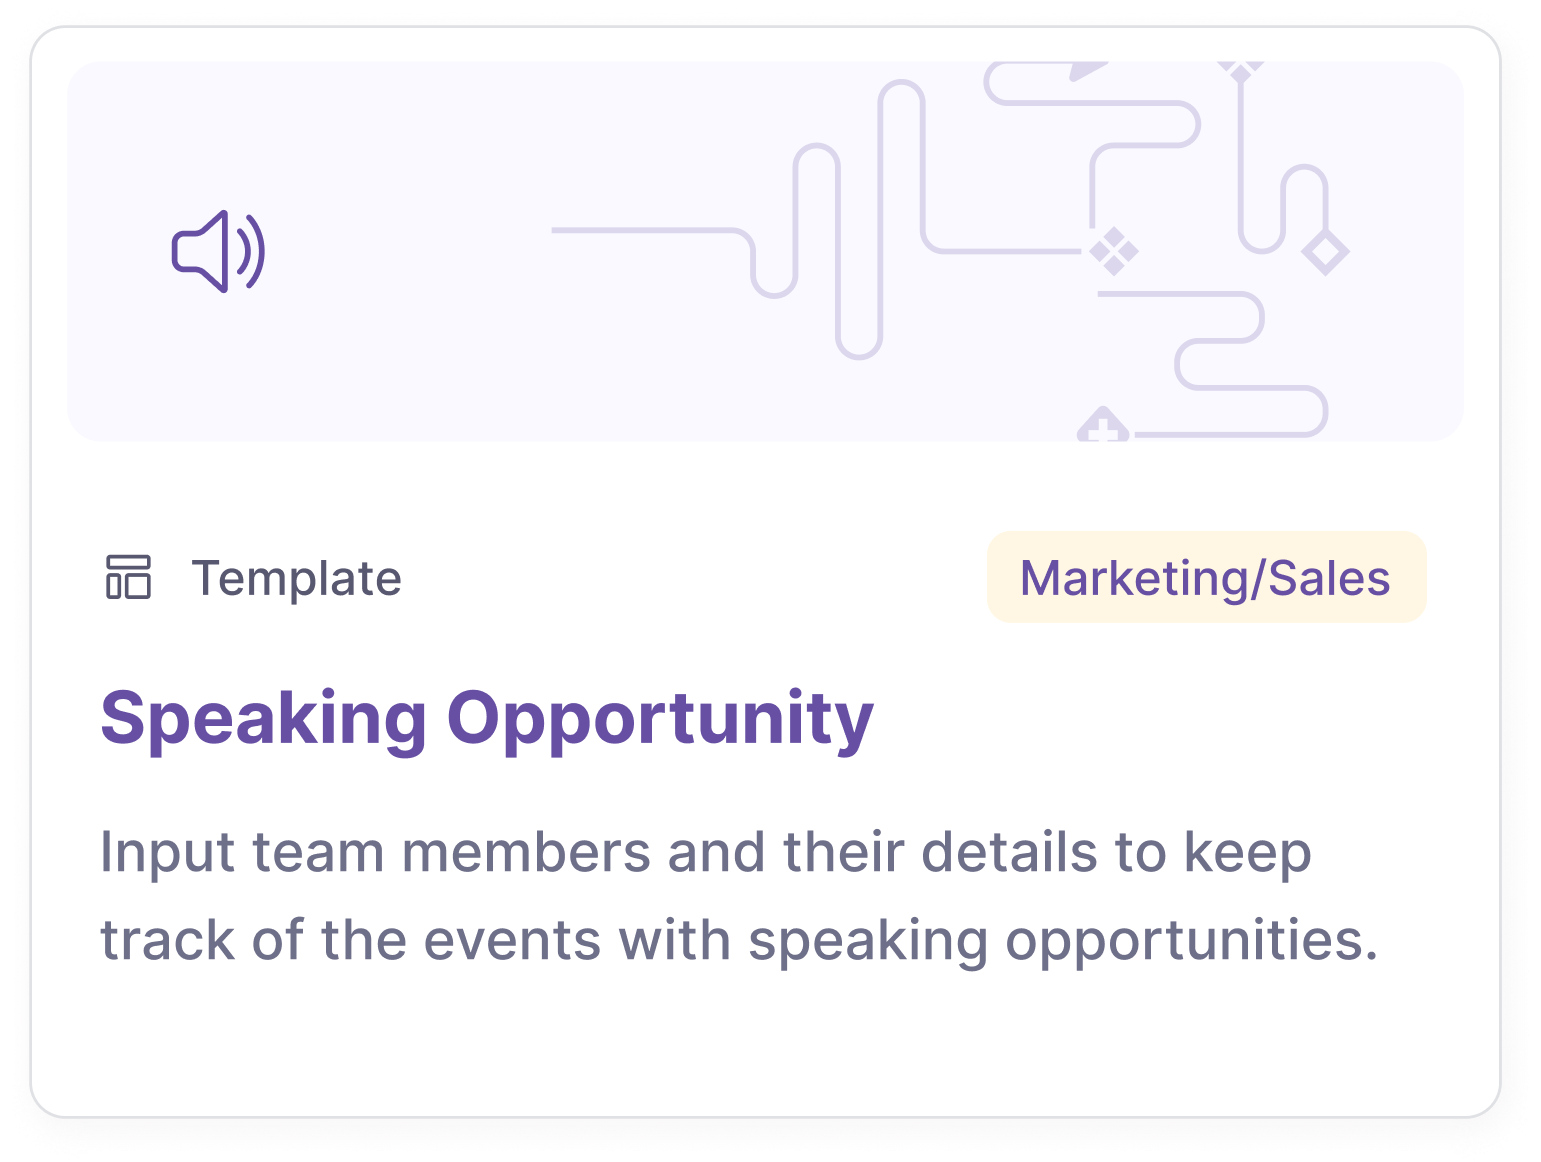 Template
Marketing/Sales
Speaking Opportunity
Input team members and their details to keep
track of the events with speaking opportunities.